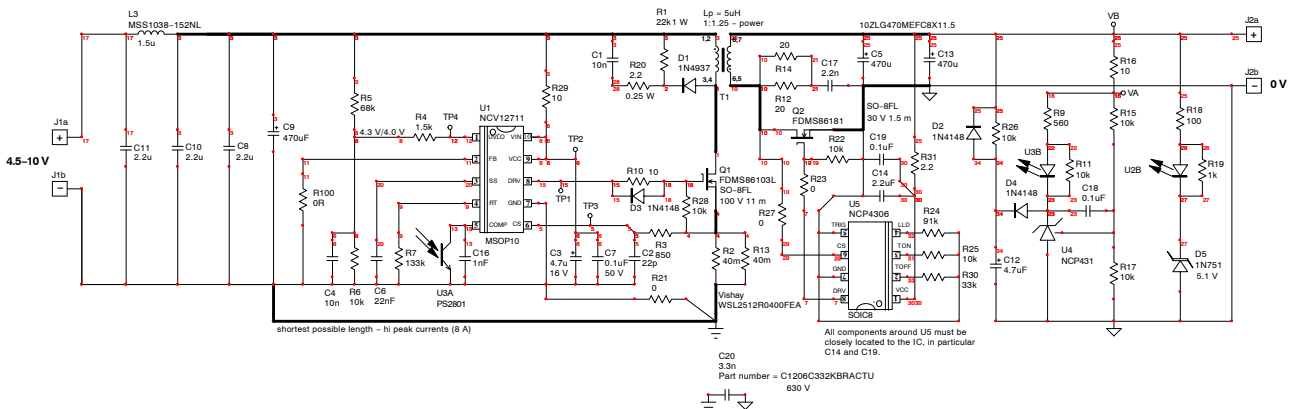 L3
MSS1038-152NL
1.5u
R1
22k1 W
Lp = 5uH
1:1.25 - power
10ZLG470MEFC8X11.5
VB
J2a
+
J2b
−
0 V
C1
10n
R20
2.2
0.25 W
D1
1N4937
1,2
3,4
6,7
6,5
T1
20
R14
R12
20
C17
2.2n
C5
470u
C13
470u
R16
10
VA
R5
68k
R4
1.5k
4.3 V/4.0 V
TP4
U1
NCV12711
R29
10
TP2
UVLO
VIN
FB
VCC
SS
DRV
RT
GND
COMP
CS
MSOP10
J1a
+
4.5–10 V
J1b
−
C11
2.2u
C10
2.2u
C8
2.2u
C9
470uF
R100
0R
C4
10n
R6
10k
C6
22nF
R7
133k
U3A
PS2801
C16
1nF
TP1
TP3
R10
10
D3
1N4148
R28
10k
Q1
FDMS86103L
SO-8FL
100 V 11 m
C3
4.7u
16 V
C7
0.1uF
50 V
C2
22p
R3
850
R21
0
R2
40m
R13
40m
Vishay
WSL2512R0400FEA
shortest possible length - hi peak currents (8 A)
Q2
FDMS86181
SO-8FL
30 V 1.5 m
R22
10k
C19
0.1uF
C14
2.2uF
R23
0
R27
0
R31
2.2
U5
NCP4306
TRIG
LLD
CS
TON
GND
TOFF
DRV
VCC
SOIC8
R24
91k
R25
10k
R30
33k
All components around U5 must be
closely located to the IC, in particular
C14 and C19.
D2
1N4148
R26
10k
D4
1N4148
C12
4.7uF
R9
560
U3B
R11
10k
C18
0.1uF
U4
NCP431
R15
10k
R17
10k
R18
100
U2B
R19
1k
D5
1N751
5.1 V
C20
3.3n
Part number = C1206C332KBRACTU
630 V